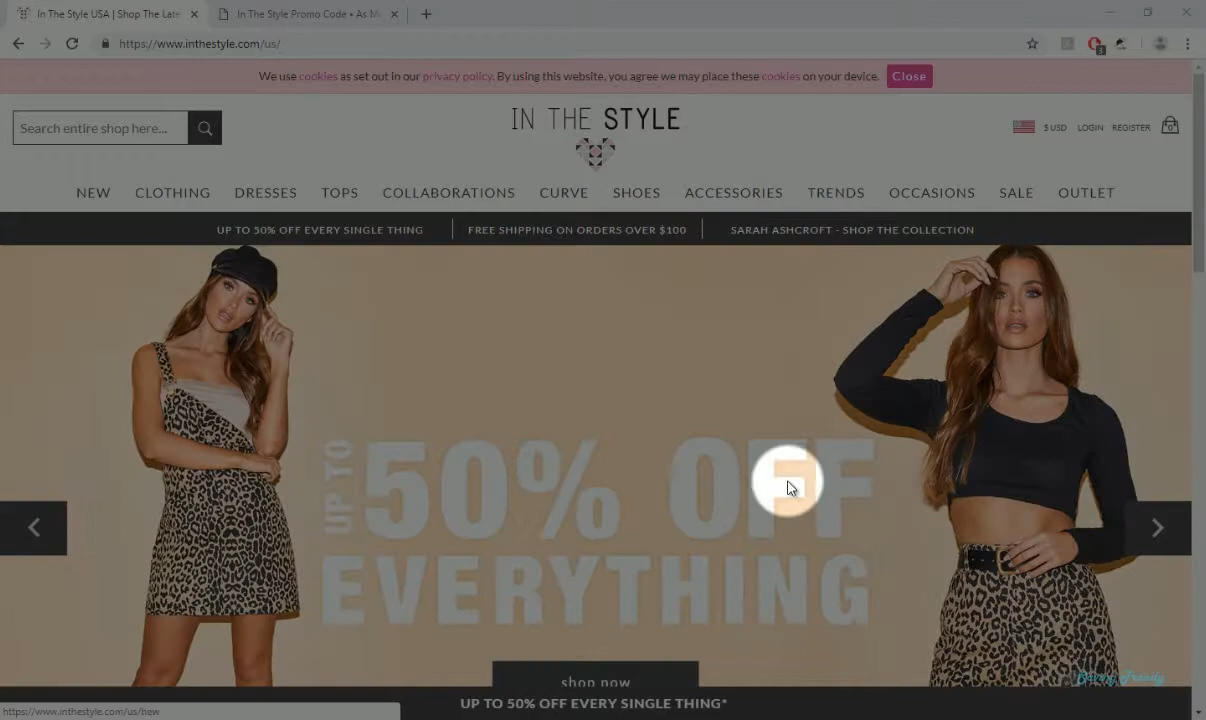 In The Style USA | Shop The Late
In The Style Promo Code • As M
https://www.inthestyle.com/us/
3
We use cookies as set out in our privacy policy. By using this website, you agree we may place these cookies on your device.
Close
Search entire shop here...
IN THE STYLE
$ USD
LOGIN
REGISTER
0
NEW
CLOTHING
DRESSES
TOPS
COLLABORATIONS
CURVE
SHOES
ACCESSORIES
TRENDS
OCCASIONS
SALE
OUTLET
UP TO 50% OFF EVERY SINGLE THING
FREE SHIPPING ON ORDERS OVER $100
SARAH ASHCROFT - SHOP THE COLLECTION
UP TO
50% OFF
EVERYTHING
shop now
Savvy Trendy
UP TO 50% OFF EVERY SINGLE THING*
https://www.inthestyle.com/us/new